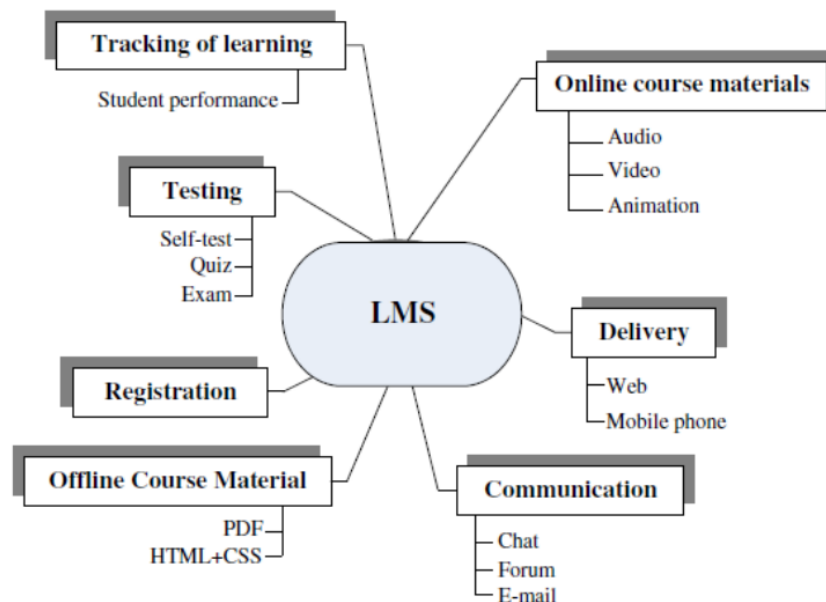 Tracking of learning
Student performance
Online course materials
Audio
Video
Animation
Testing
Self-test
Quiz
Exam
LMS
Delivery
Web
Mobile phone
Registration
Offline Course Material
PDF
HTML+CSS
Communication
Chat
Forum
E-mail